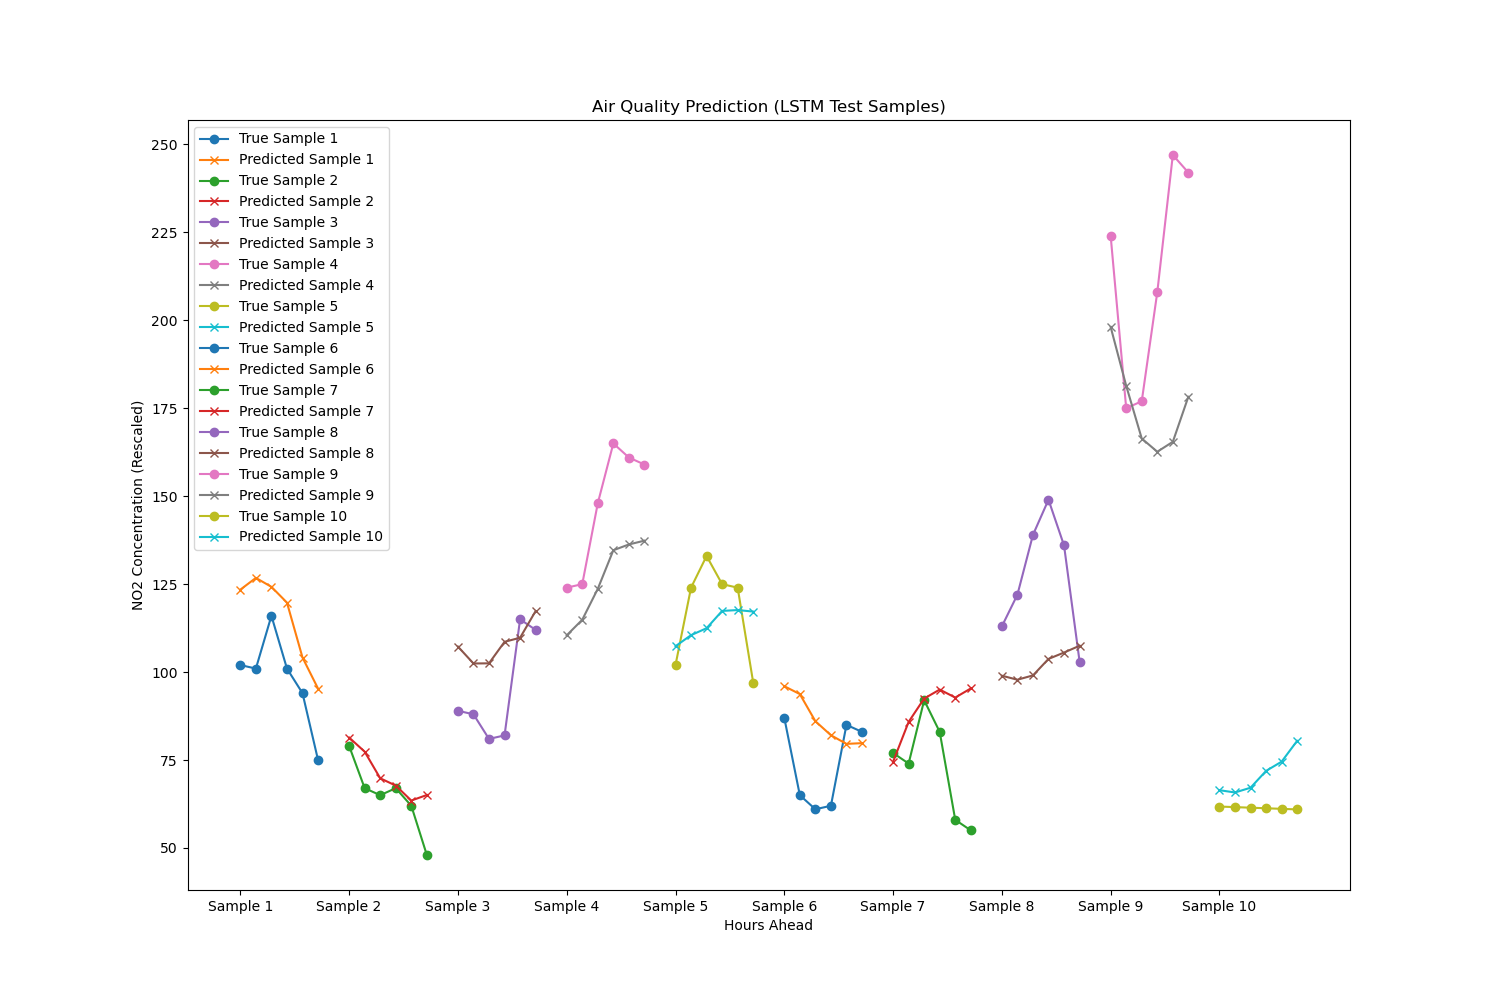 Air Quality Prediction (LSTM Test Samples)
NO2 Concentration (Rescaled)
250
225
200
175
150
125
100
75
50
True Sample 1
Predicted Sample 1
True Sample 2
Predicted Sample 2
True Sample 3
Predicted Sample 3
True Sample 4
Predicted Sample 4
True Sample 5
Predicted Sample 5
True Sample 6
Predicted Sample 6
True Sample 7
Predicted Sample 7
True Sample 8
Predicted Sample 8
True Sample 9
Predicted Sample 9
True Sample 10
Predicted Sample 10
Sample 1 Sample 2 Sample 3 Sample 4 Sample 5 Sample 6 Sample 7 Sample 8 Sample 9 Sample 10
Hours Ahead